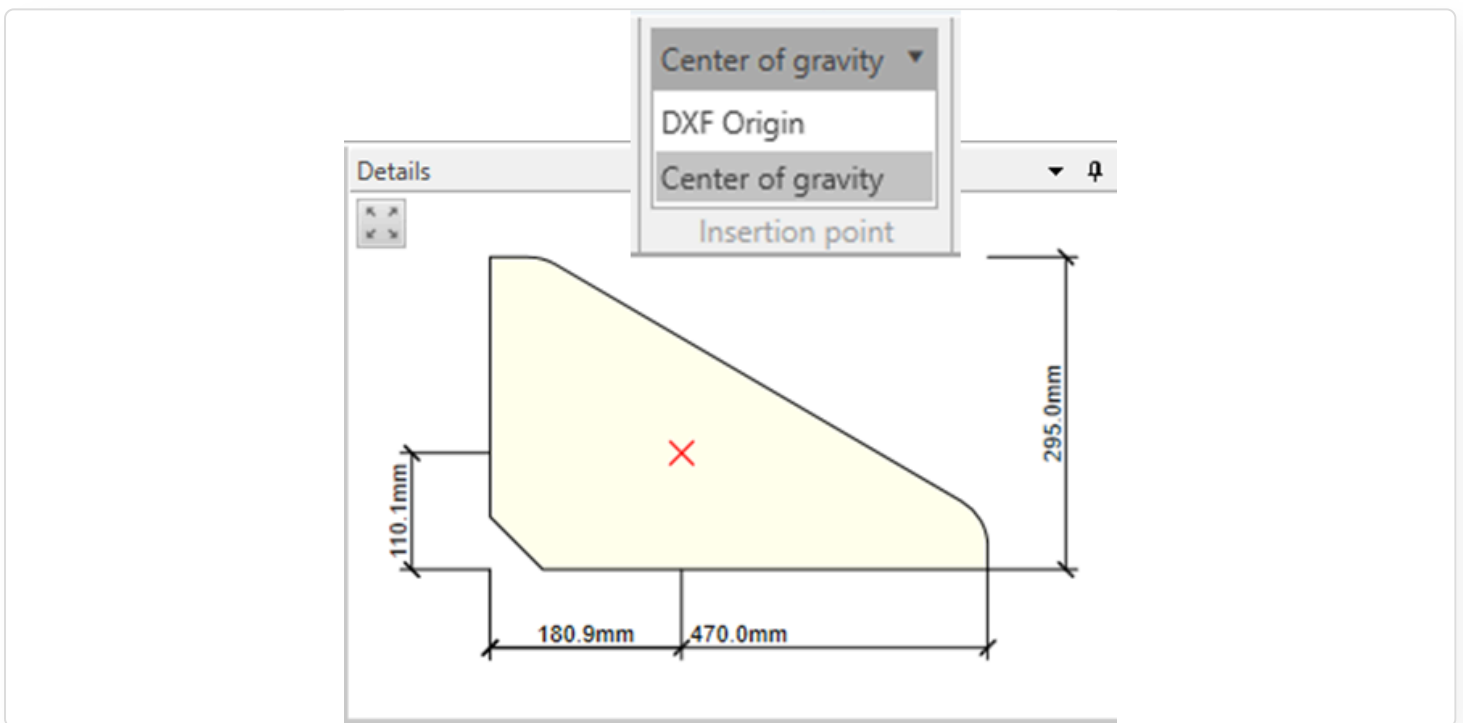 Center of gravity
DXF Origin
Center of gravity
Insertion point
Details
295.0mm
110.1mm
180.9mm
470.0mm